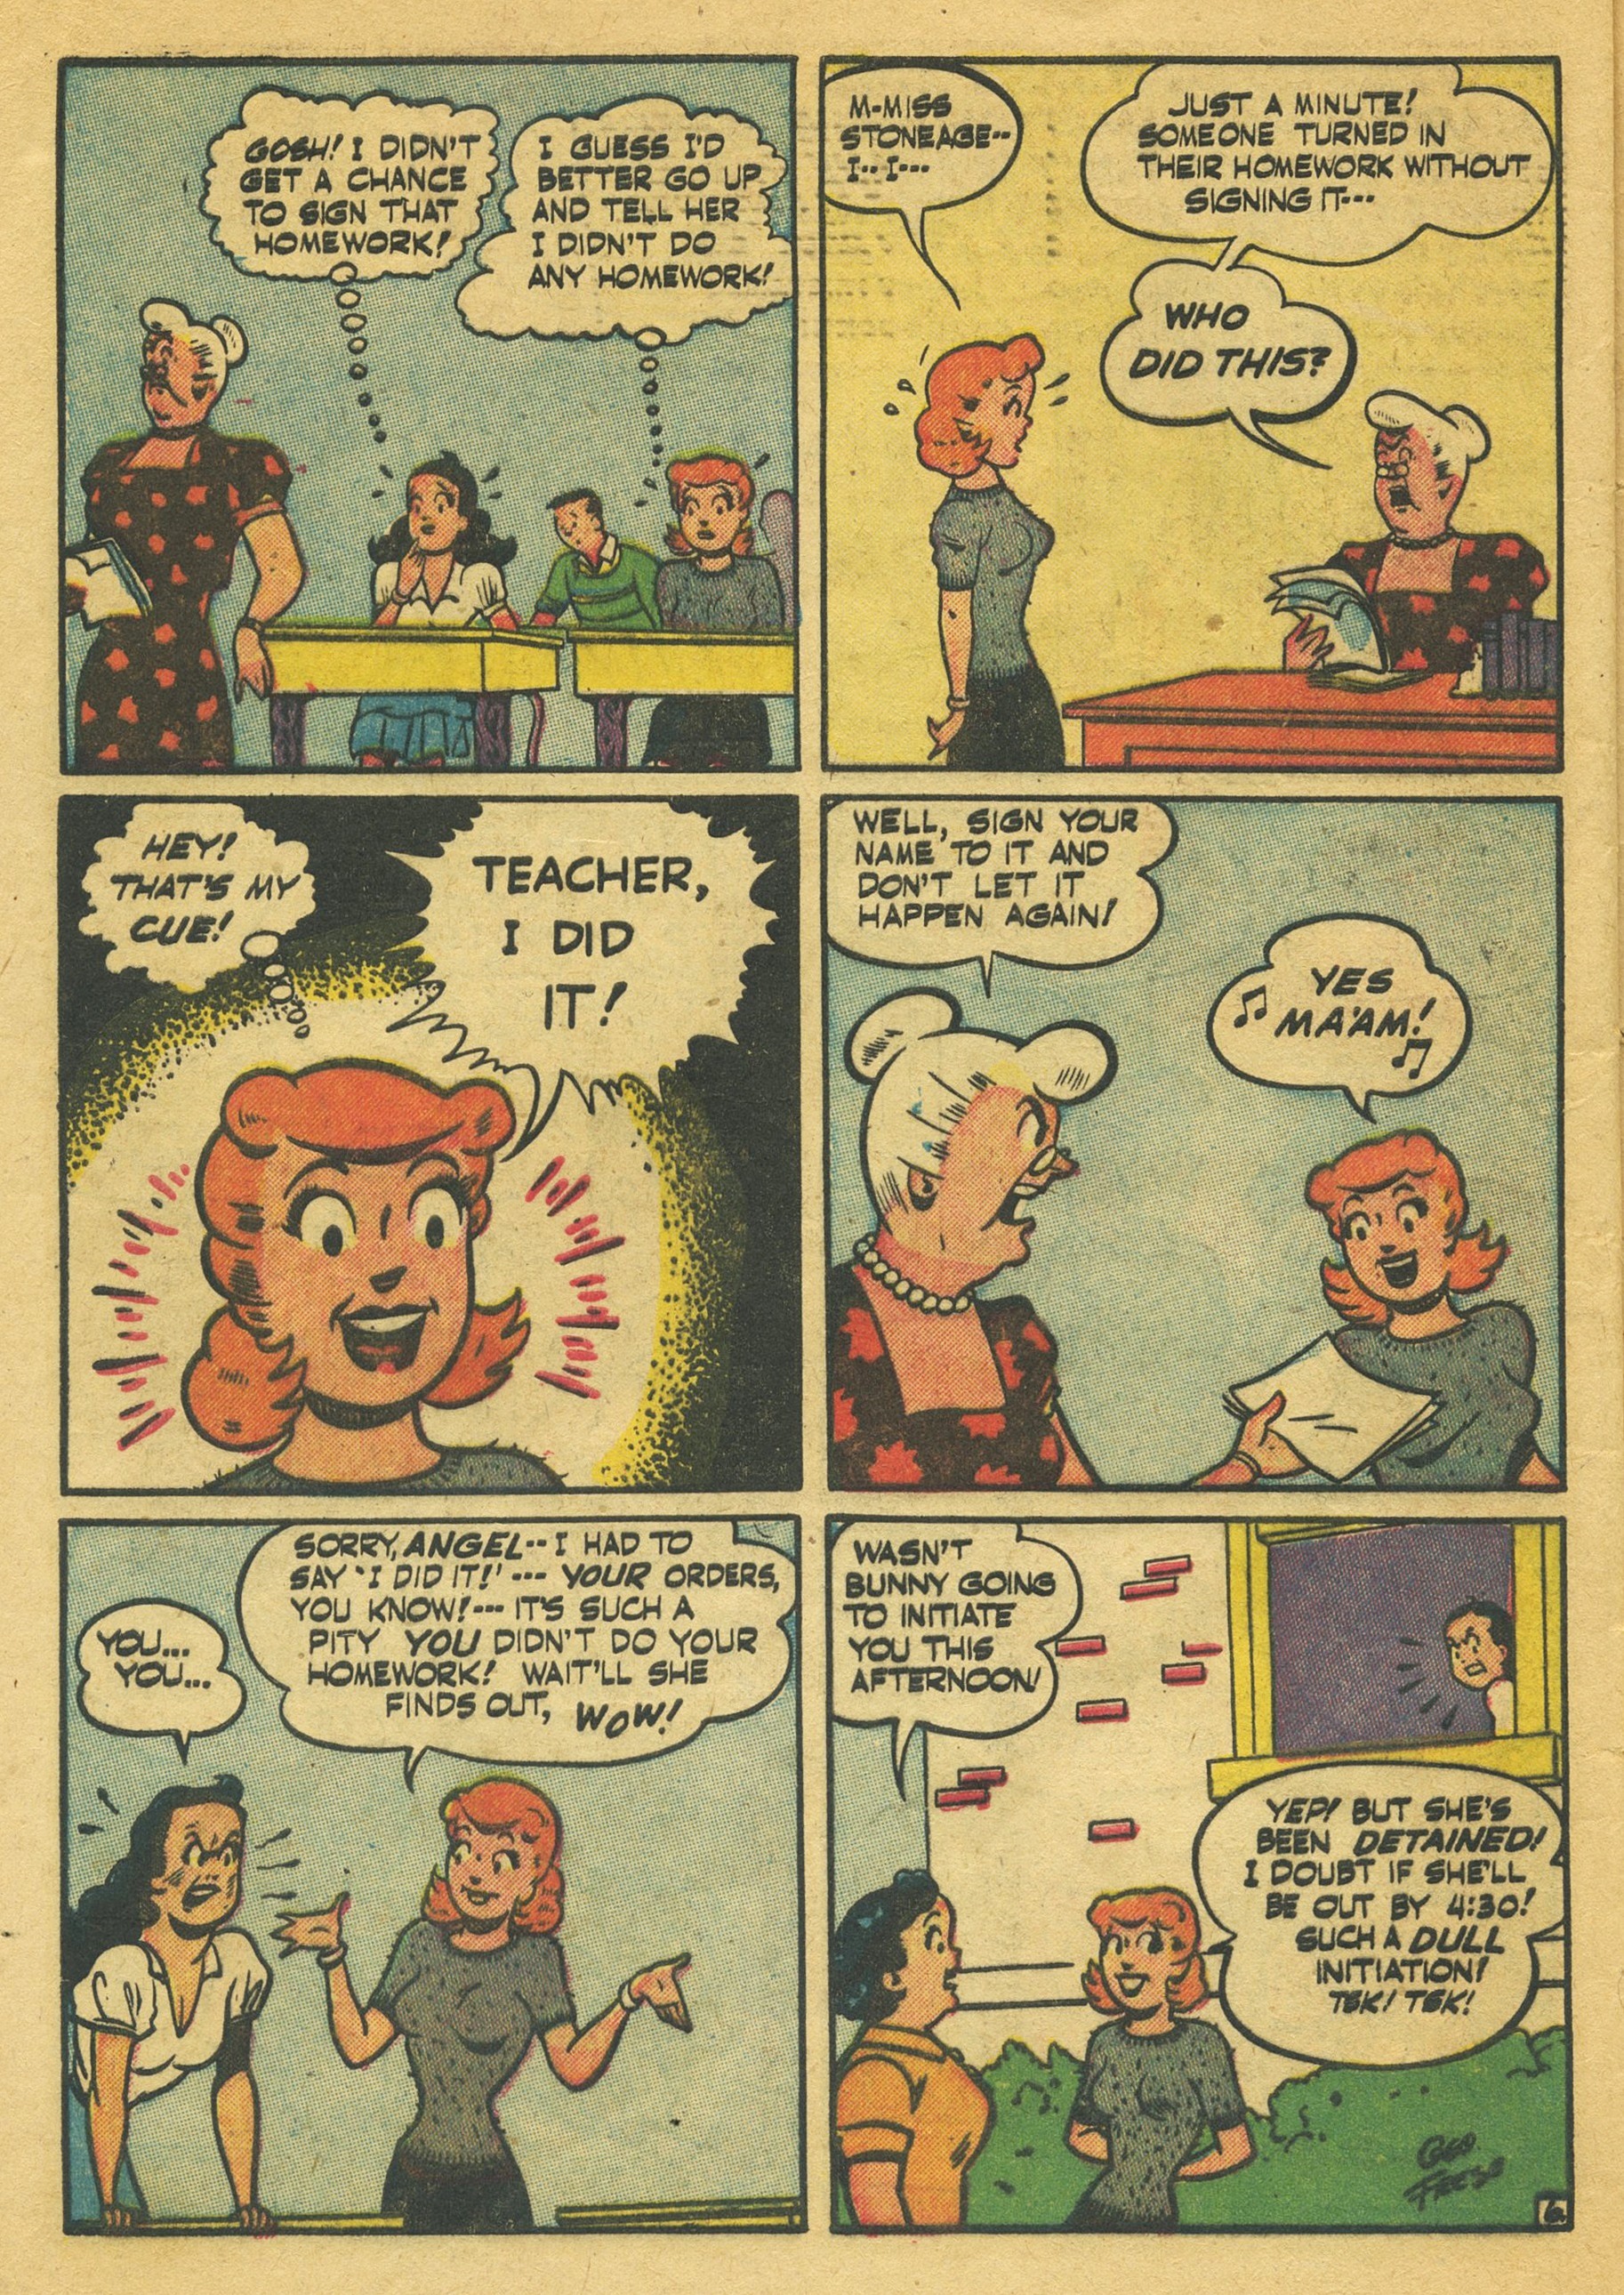 GOSH! I DIDN'T
GET A CHANCE
TO SIGN THAT
HOMEWORK!
I GUESS I'D
BETTER GO UP
AND TELL HER
I DIDN'T DO
ANY HOMEWORK!
M-MISS
STONEAGE--
I-- I---
JUST A MINUTE!
SOMEONE TURNED IN
THEIR HOMEWORK WITHOUT
SIGNING IT---
WHO
DID THIS?
HEY!
THAT'S MY
CUE!
TEACHER,
I DID
IT!
WELL, SIGN YOUR
NAME TO IT AND
DON'T LET IT
HAPPEN AGAIN!
YES
MA'AM!
YOU...
YOU...
SORRY, ANGEL-- I HAD TO
SAY 'I DID IT!' --- YOUR ORDERS,
YOU KNOW!--- IT'S SUCH A
PITY YOU DIDN'T DO YOUR
HOMEWORK! WAIT'LL SHE
FINDS OUT, WOW!
WASN'T
BUNNY GOING
TO INITIATE
YOU THIS
AFTERNOON!
YEP! BUT SHE'S
BEEN DETAINED!
I DOUBT IF SHE'LL
BE OUT BY 4:30!
SUCH A DULL
INITIATION!
TSK! TSK!
GEO
FRESE
6